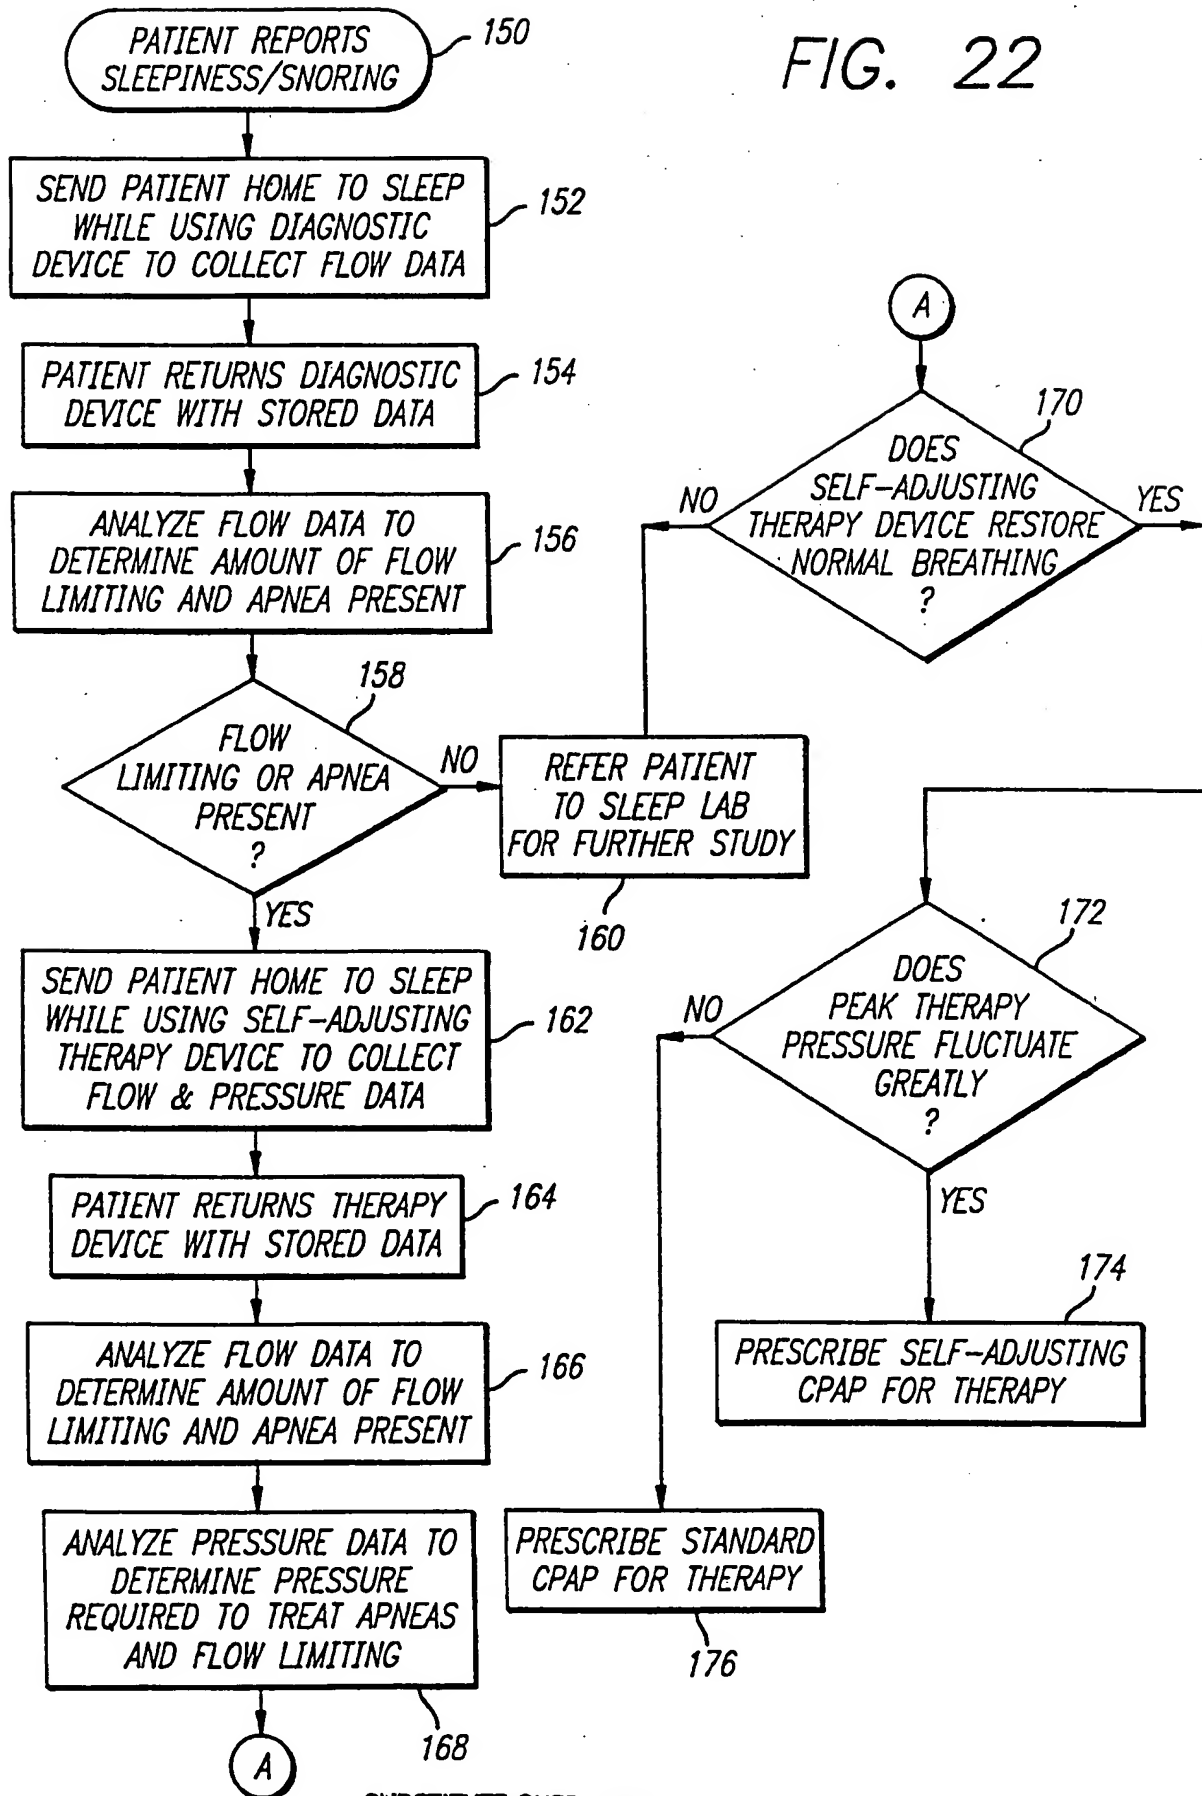 FIG. 22
PATIENT REPORTS
SLEEPINESS/SNORING
150
SEND PATIENT HOME TO SLEEP
WHILE USING DIAGNOSTIC
DEVICE TO COLLECT FLOW DATA
152
PATIENT RETURNS DIAGNOSTIC
DEVICE WITH STORED DATA
154
ANALYZE FLOW DATA TO
DETERMINE AMOUNT OF FLOW
LIMITING AND APNEA PRESENT
156
FLOW
LIMITING OR APNEA
PRESENT
?
158
NO
YES
REFER PATIENT
TO SLEEP LAB
FOR FURTHER STUDY
160
SEND PATIENT HOME TO SLEEP
WHILE USING SELF-ADJUSTING
THERAPY DEVICE TO COLLECT
FLOW & PRESSURE DATA
162
PATIENT RETURNS THERAPY
DEVICE WITH STORED DATA
164
ANALYZE FLOW DATA TO
DETERMINE AMOUNT OF FLOW
LIMITING AND APNEA PRESENT
166
ANALYZE PRESSURE DATA TO
DETERMINE PRESSURE
REQUIRED TO TREAT APNEAS
AND FLOW LIMITING
168
A
A
DOES
SELF-ADJUSTING
THERAPY DEVICE RESTORE
NORMAL BREATHING
?
170
NO
YES
DOES
PEAK THERAPY
PRESSURE FLUCTUATE
GREATLY
?
172
NO
YES
PRESCRIBE SELF-ADJUSTING
CPAP FOR THERAPY
174
PRESCRIBE STANDARD
CPAP FOR THERAPY
176